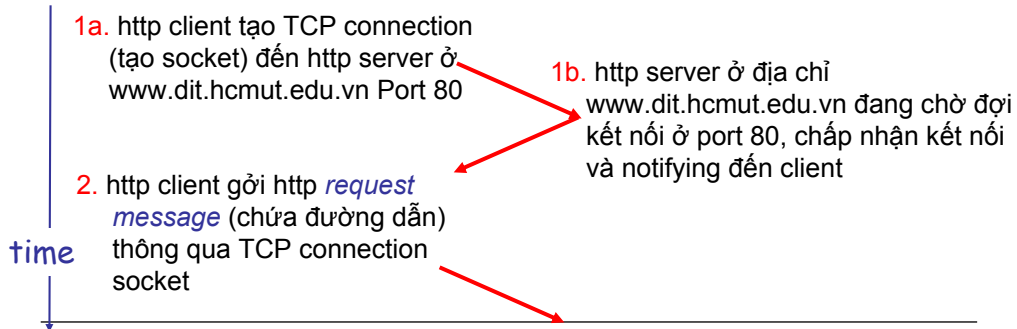 1a. http client tạo TCP connection
(tạo socket) đến http server ở
www.dit.hcmut.edu.vn Port 80
1b. http server ở địa chỉ
www.dit.hcmut.edu.vn đang chờ đợi
kết nối ở port 80, chấp nhận kết nối
và notifying đến client
2. http client gởi http request
message (chứa đường dẫn)
thông qua TCP connection
socket
time